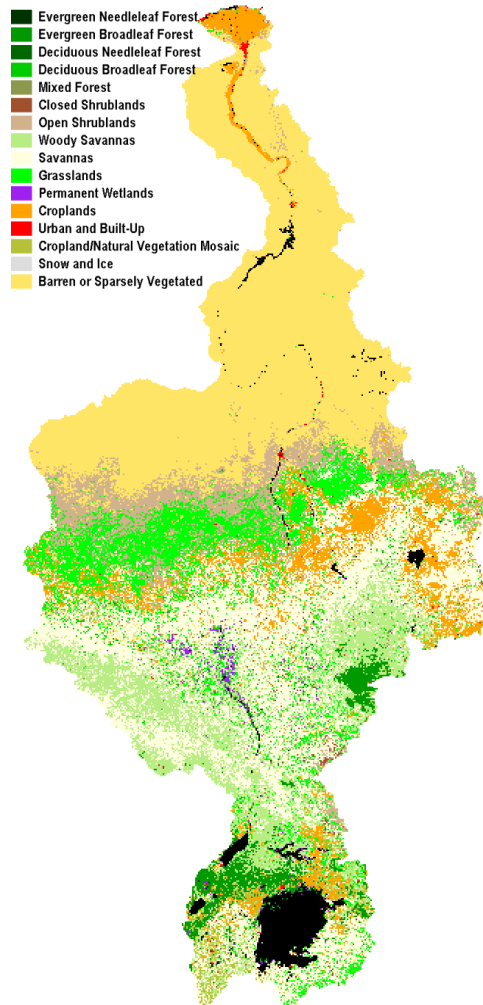 Evergreen Needleleaf Forest
Evergreen Broadleaf Forest
Deciduous Needleleaf Forest
Deciduous Broadleaf Forest
Mixed Forest
Closed Shrublands
Open Shrublands
Woody Savannas
Savannas
Grasslands
Permanent Wetlands
Croplands
Urban and Built-Up
Cropland/Natural Vegetation Mosaic
Snow and Ice
Barren or Sparsely Vegetated